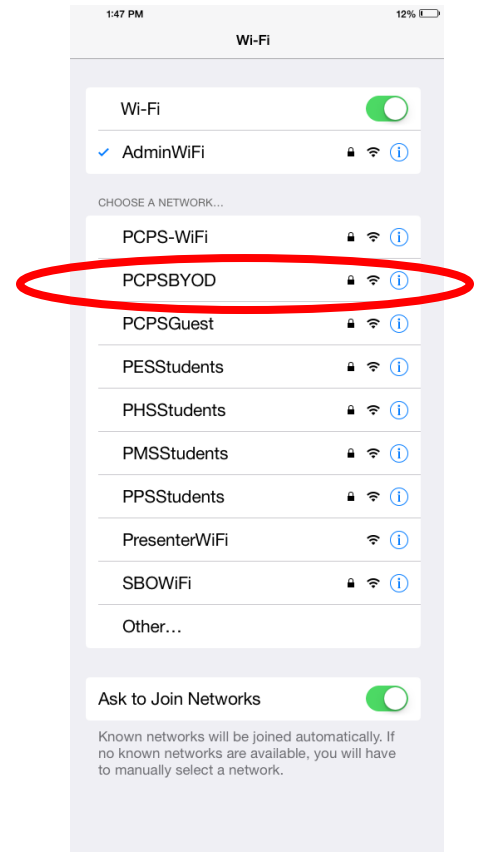 1:47 PM 12%
Wi-Fi
Wi-Fi
AdminWiFi
CHOOSE A NETWORK...
PCPS-WiFi
PCPSBYOD
PCPSGuest
PESStudents
PHSStudents
PMSStudents
PPSStudents
PresenterWiFi
SBOWiFi
Other...
Ask to Join Networks
Known networks will be joined automatically. If
no known networks are available, you will have
to manually select a network.